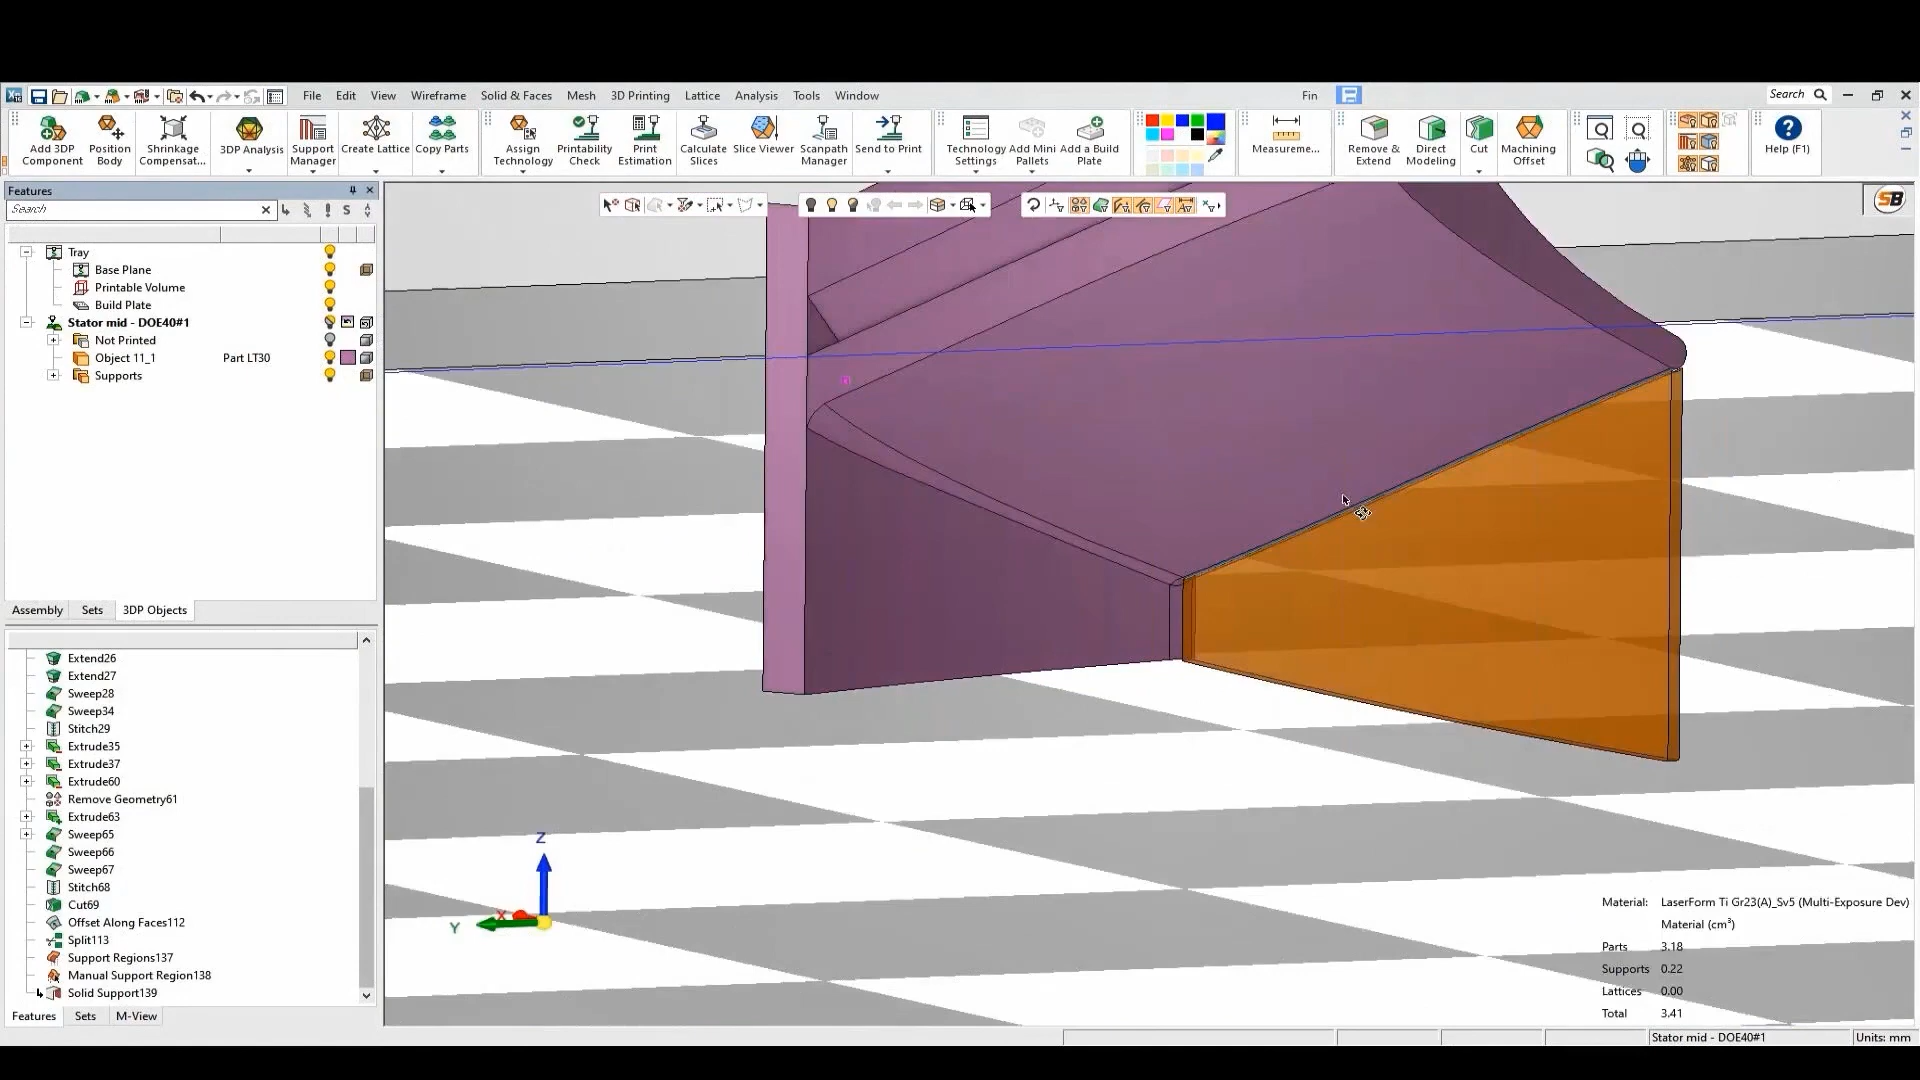 File Edit View Wireframe Solid & Faces Mesh 3D Printing Lattice Analysis Tools Window Fin Search
Add 3DP Component
Position Body
Shrinkage Compensat...
3DP Analysis
Support Manager
Create Lattice
Copy Parts
Assign Technology
Printability Check
Print Estimation
Calculate Slices
Slice Viewer
Scanpath Manager
Send to Print
Technology Settings
Add Mini Pallets
Add a Build Plate
Measureme...
Remove & Extend
Direct Modeling
Cut
Machining Offset
Help (F1)
Features
Search
S
SB
Tray
Base Plane
Printable Volume
Build Plate
Stator mid - DOE40#1
Not Printed
Object 11_1 Part LT30
Supports
Assembly Sets 3DP Objects
Extend26
Extend27
Sweep28
Sweep34
Stitch29
Extrude35
Extrude37
Extrude60
Remove Geometry61
Extrude63
Sweep65
Sweep66
Sweep67
Stitch68
Cut69
Offset Along Faces112
Split113
Support Regions137
Manual Support Region138
Solid Support139
Features Sets M-View
Z
X
Y
Material: LaserForm Ti Gr23(A)_Sv5 (Multi-Exposure Dev)
Material (cm³)
Parts 3.18
Supports 0.22
Lattices 0.00
Total 3.41
Stator mid - DOE40#1 Units: mm